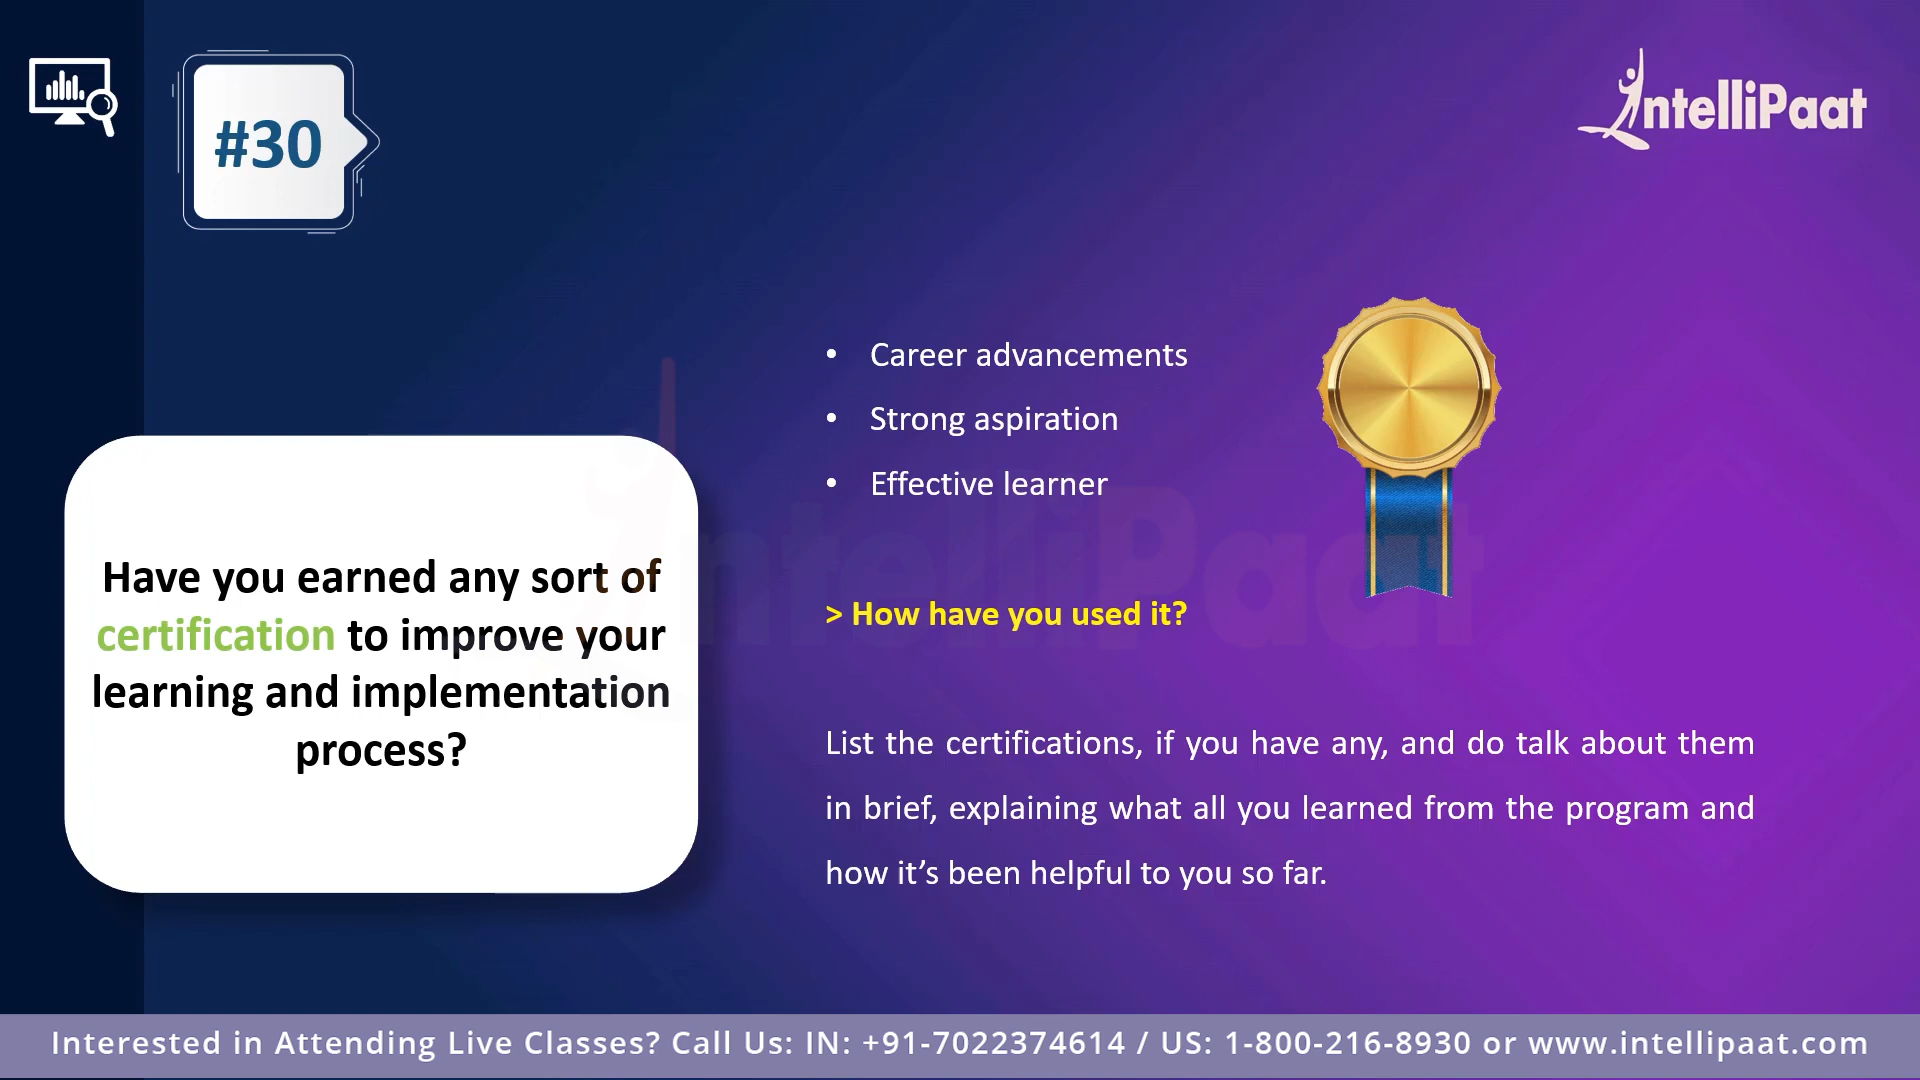 #30
IntelliPaat
Have you earned any sort of
certification to improve your
learning and implementation
process?
• Career advancements
• Strong aspiration
• Effective learner
> How have you used it?
List the certifications, if you have any, and do talk about them
in brief, explaining what all you learned from the program and
how it’s been helpful to you so far.
IntelliPaat
Interested in Attending Live Classes? Call Us: IN: +91-7022374614 / US: 1-800-216-8930 or www.intellipaat.com